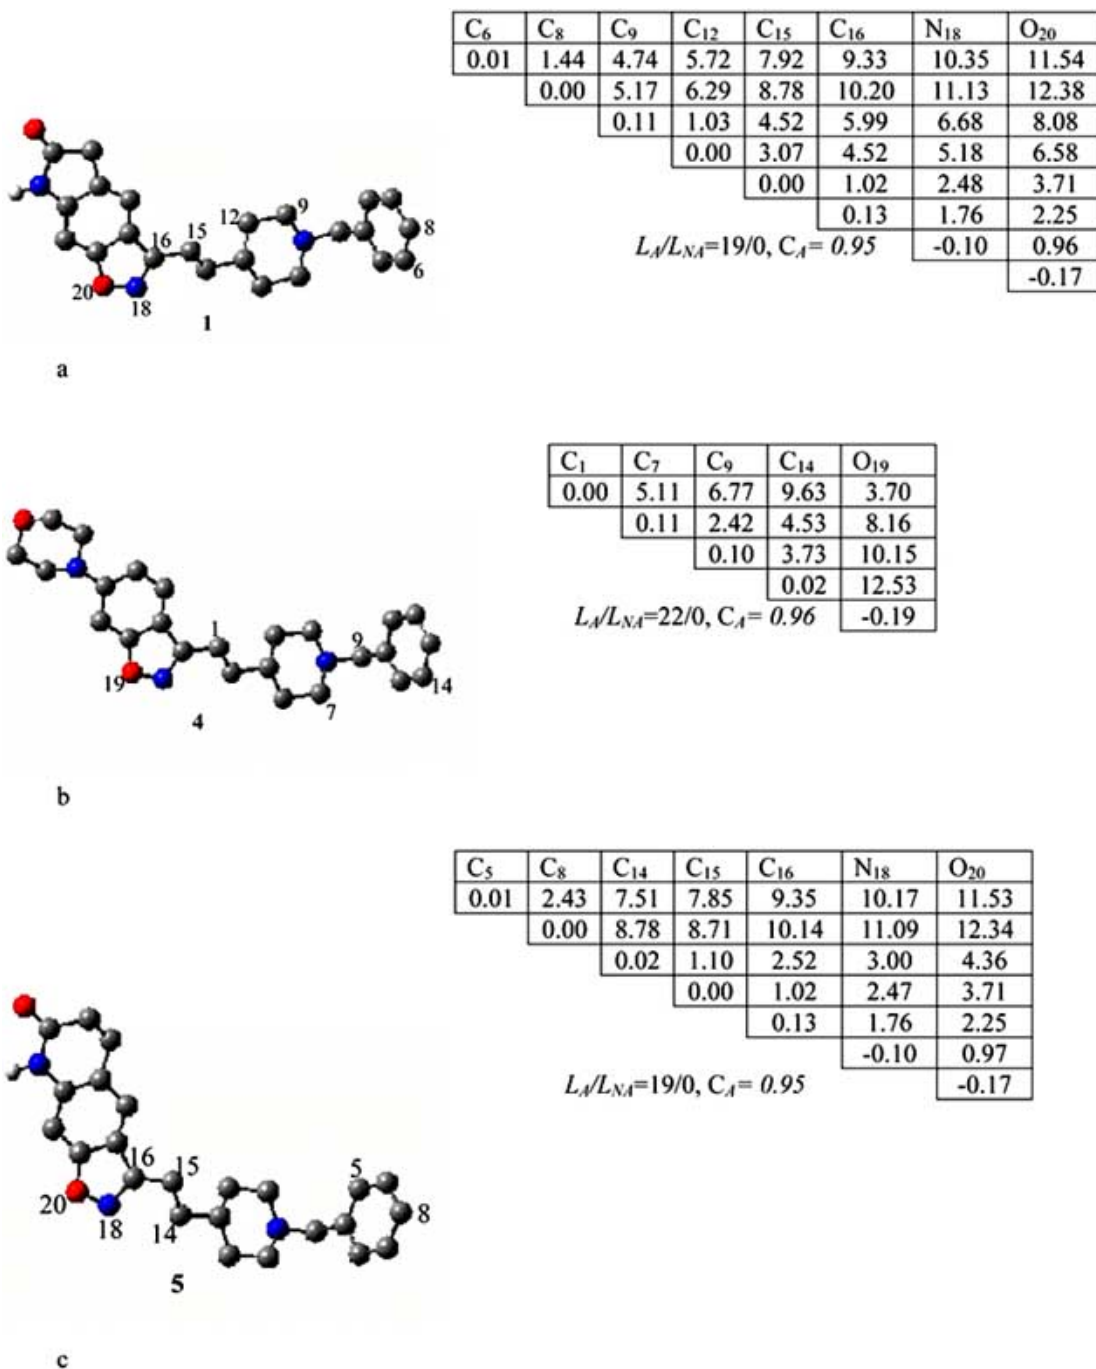 C6 C8 C9 C12 C15 C16 N18 O20
0.01 1.44 4.74 5.72 7.92 9.33 10.35 11.54
0.00 5.17 6.29 8.78 10.20 11.13 12.38
0.11 1.03 4.52 5.99 6.68 8.08
0.00 3.07 4.52 5.18 6.58
0.00 1.02 2.48 3.71
0.13 1.76 2.25
LA/LNA=19/0, CA= 0.95 -0.10 0.96
-0.17
12 9
16 15 8
6
20 18
1
a
C1 C7 C9 C14 O19
0.00 5.11 6.77 9.63 3.70
0.11 2.42 4.53 8.16
0.10 3.73 10.15
0.02 12.53
LA/LNA=22/0, CA= 0.96 -0.19
1 9
19 14
4 7
b
C5 C8 C14 C15 C16 N18 O20
0.01 2.43 7.51 7.85 9.35 10.17 11.53
0.00 8.78 8.71 10.14 11.09 12.34
0.02 1.10 2.52 3.00 4.36
0.00 1.02 2.47 3.71
0.13 1.76 2.25
-0.10 0.97
LA/LNA=19/0, CA= 0.95 -0.17
16 15 5
20 8
18 14
5
c